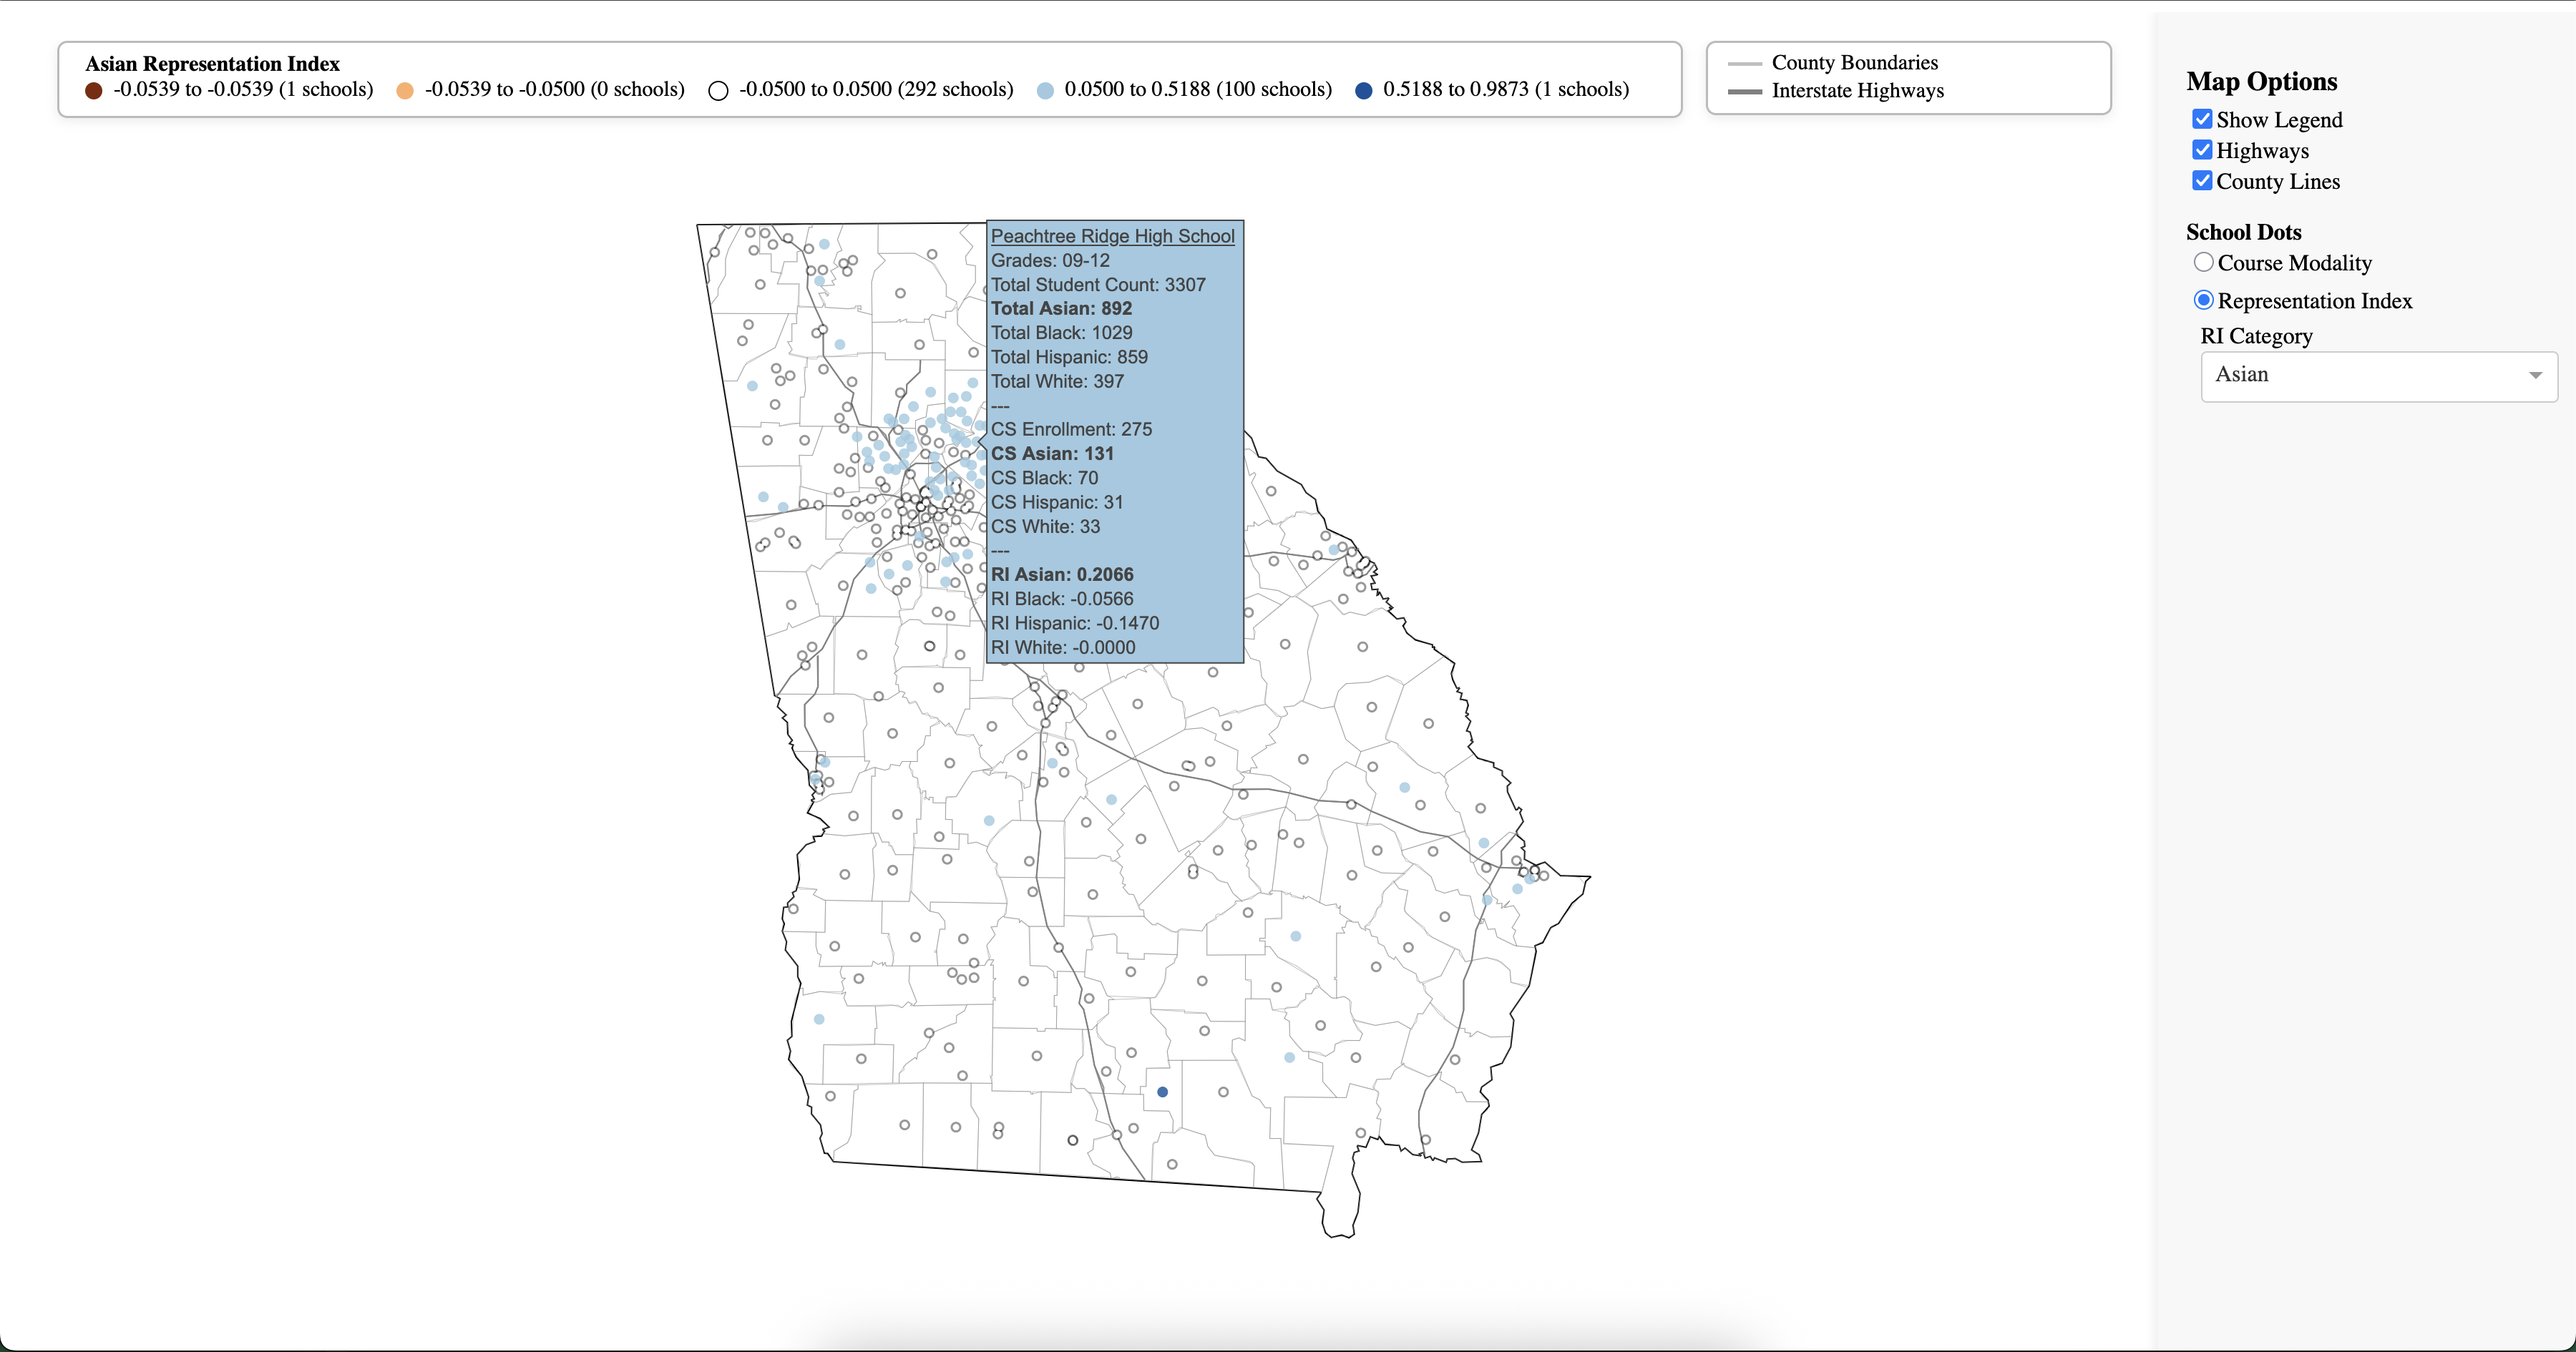 Asian Representation Index
-0.0539 to -0.0539 (1 schools) -0.0539 to -0.0500 (0 schools) -0.0500 to 0.0500 (292 schools) 0.0500 to 0.5188 (100 schools) 0.5188 to 0.9873 (1 schools)
County Boundaries
Interstate Highways
Map Options
Show Legend
Highways
County Lines
School Dots
Course Modality
Representation Index
RI Category
Asian
Peachtree Ridge High School
Grades: 09-12
Total Student Count: 3307
Total Asian: 892
Total Black: 1029
Total Hispanic: 859
Total White: 397
---
CS Enrollment: 275
CS Asian: 131
CS Black: 70
CS Hispanic: 31
CS White: 33
---
RI Asian: 0.2066
RI Black: -0.0566
RI Hispanic: -0.1470
RI White: -0.0000